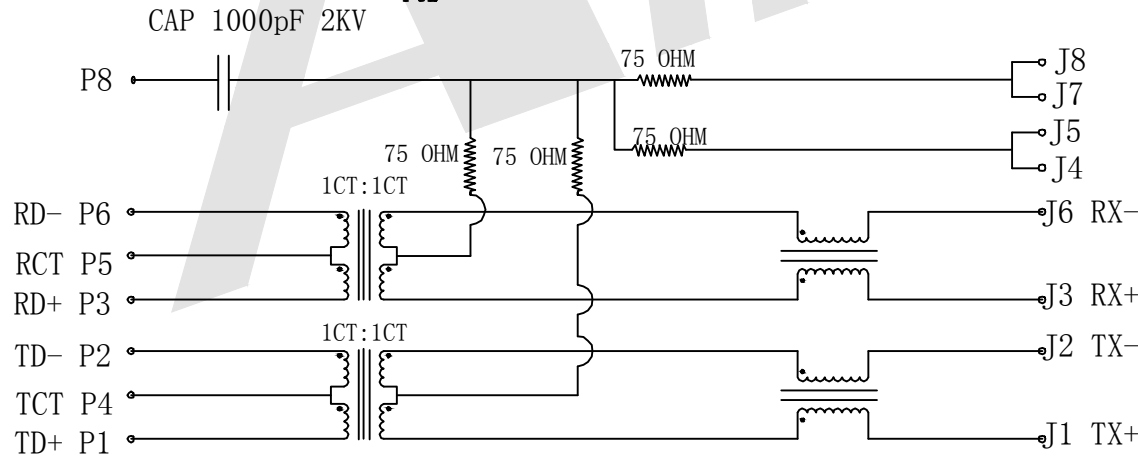 CAP 1000pF 2KV
P8
75 OHM
J8
J7
75 OHM
J5
J4
75 OHM
75 OHM
1CT:1CT
RD- P6
J6 RX-
RCT P5
RD+ P3
J3 RX+
1CT:1CT
TD- P2
J2 TX-
TCT P4
TD+ P1
J1 TX+